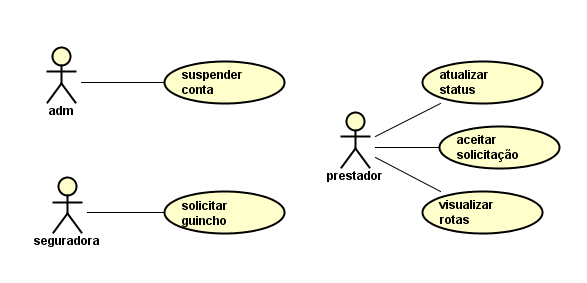 suspender
conta
adm
solicitar
guincho
seguradora
atualizar
status
aceitar
solicitação
prestador
visualizar
rotas